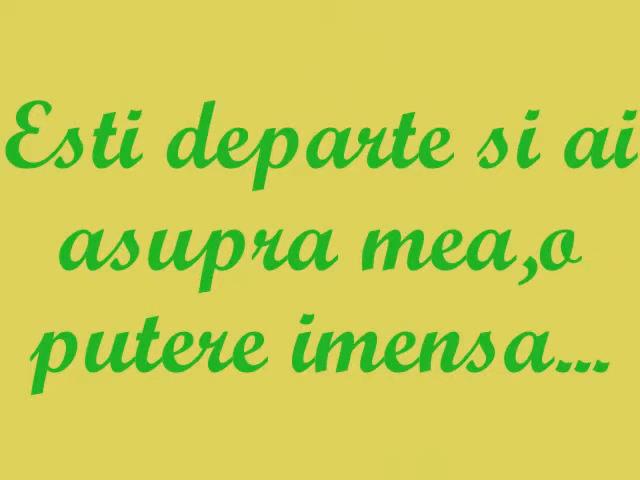 Esti departe si ai
asupra mea,o
putere imensa...